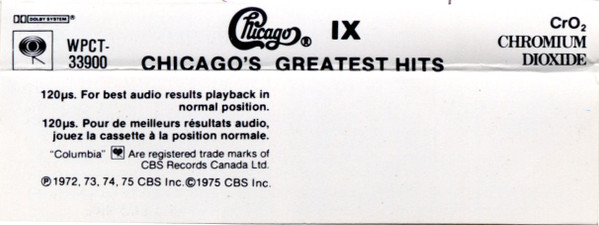 DOLBY SYSTEM
Chicago® IX
WPCT-
33900
CHICAGO'S GREATEST HITS
CrO₂
CHROMIUM
DIOXIDE
120µs. For best audio results playback in
normal position.
120µs. Pour de meilleurs résultats audio,
jouez la cassette à la position normale.
"Columbia" Are registered trade marks of
CBS Records Canada Ltd.
℗1972, 73, 74, 75 CBS Inc.©1975 CBS Inc.